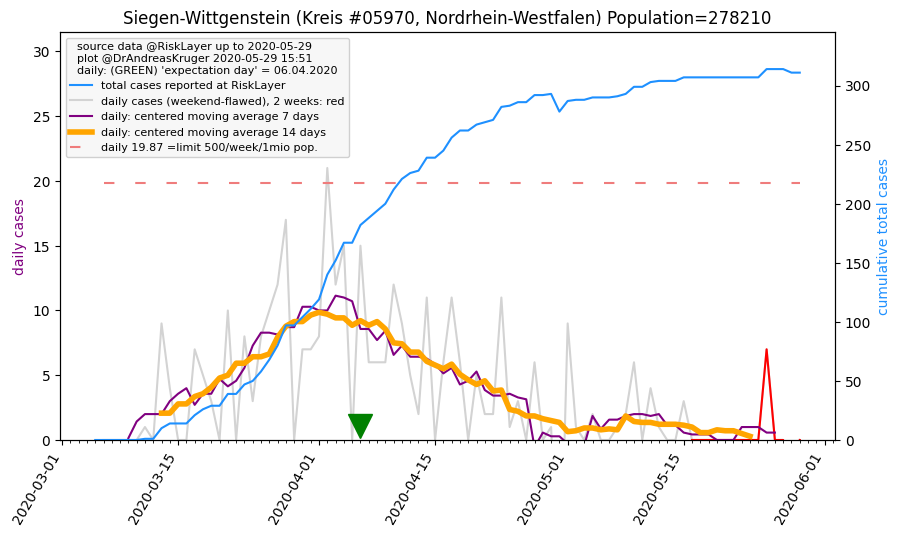 Siegen-Wittgenstein (Kreis #05970, Nordrhein-Westfalen) Population=278210
source data @RiskLayer up to 2020-05-29
plot @DrAndreasKruger 2020-05-29 15:51
daily: (GREEN) 'expectation day' = 06.04.2020
total cases reported at RiskLayer
daily cases (weekend-flawed), 2 weeks: red
daily: centered moving average 7 days
daily: centered moving average 14 days
daily 19.87 =limit 500/week/1mio pop.
daily cases
30
25
20
15
10
5
0
cumulative total cases
300
250
200
150
100
50
0
2020-03-01
2020-03-15
2020-04-01
2020-04-15
2020-05-01
2020-05-15
2020-06-01